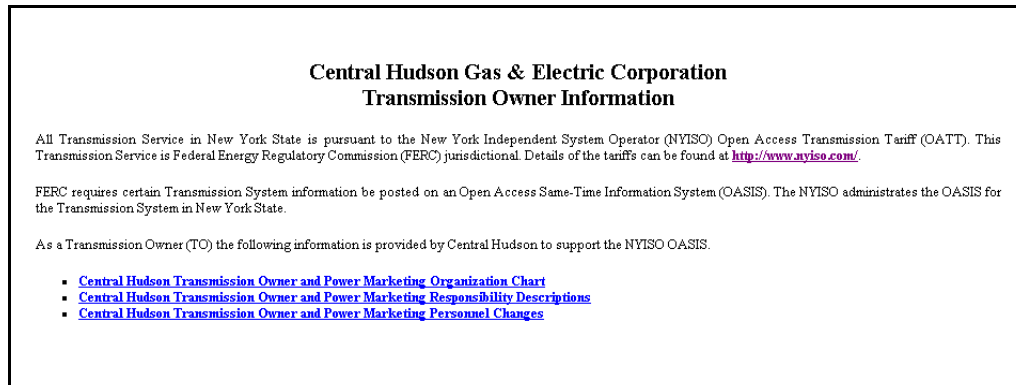 Central Hudson Gas & Electric Corporation
Transmission Owner Information
All Transmission Service in New York State is pursuant to the New York Independent System Operator (NYISO) Open Access Transmission Tariff (OATT). This
Transmission Service is Federal Energy Regulatory Commission (FERC) jurisdictional. Details of the tariffs can be found at http://www.nyiso.com/.
FERC requires certain Transmission System information be posted on an Open Access Same-Time Information System (OASIS). The NYISO administrates the OASIS for
the Transmission System in New York State.
As a Transmission Owner (TO) the following information is provided by Central Hudson to support the NYISO OASIS.
Central Hudson Transmission Owner and Power Marketing Organization Chart
Central Hudson Transmission Owner and Power Marketing Responsibility Descriptions
Central Hudson Transmission Owner and Power Marketing Personnel Changes